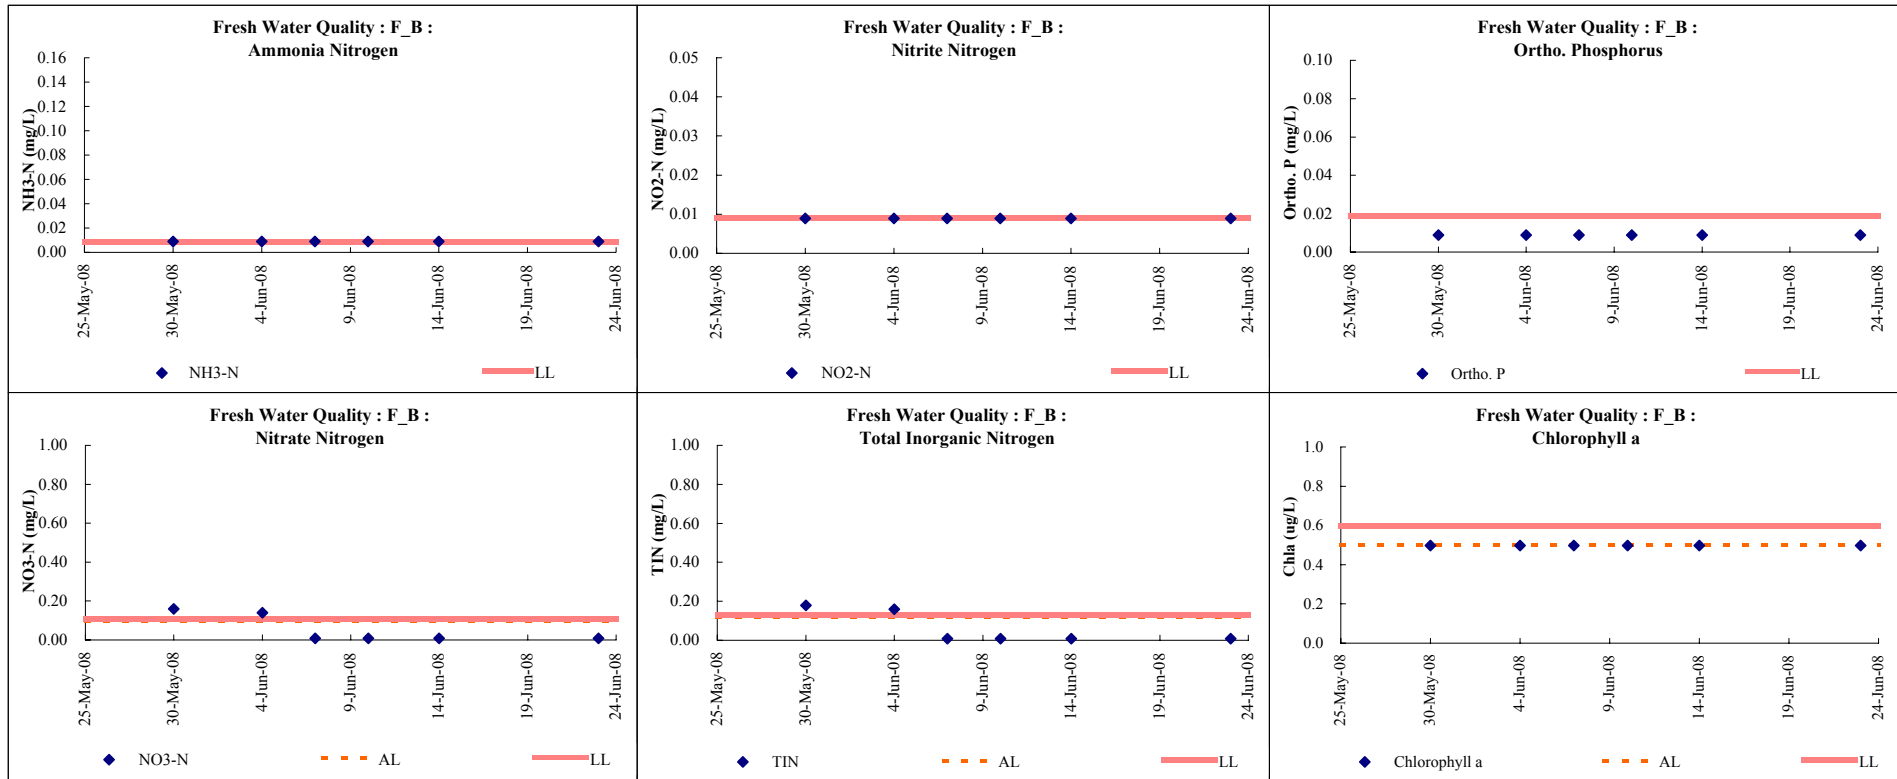 Fresh Water Quality : F_B :
Ammonia Nitrogen
NH3-N (mg/L)
0.16
0.14
0.12
0.10
0.08
0.06
0.04
0.02
0.00
25-May-08
30-May-08
4-Jun-08
9-Jun-08
14-Jun-08
19-Jun-08
24-Jun-08
NH3-N
LL
Fresh Water Quality : F_B :
Nitrite Nitrogen
NO2-N (mg/L)
0.05
0.04
0.03
0.02
0.01
0.00
25-May-08
30-May-08
4-Jun-08
9-Jun-08
14-Jun-08
19-Jun-08
24-Jun-08
NO2-N
LL
Fresh Water Quality : F_B :
Ortho. Phosphorus
Ortho. P (mg/L)
0.10
0.08
0.06
0.04
0.02
0.00
25-May-08
30-May-08
4-Jun-08
9-Jun-08
14-Jun-08
19-Jun-08
24-Jun-08
Ortho. P
LL
Fresh Water Quality : F_B :
Nitrate Nitrogen
NO3-N (mg/L)
1.00
0.80
0.60
0.40
0.20
0.00
25-May-08
30-May-08
4-Jun-08
9-Jun-08
14-Jun-08
19-Jun-08
24-Jun-08
NO3-N
AL
LL
Fresh Water Quality : F_B :
Total Inorganic Nitrogen
TIN (mg/L)
1.00
0.80
0.60
0.40
0.20
0.00
25-May-08
30-May-08
4-Jun-08
9-Jun-08
14-Jun-08
19-Jun-08
24-Jun-08
TIN
AL
LL
Fresh Water Quality : F_B :
Chlorophyll a
Chla (ug/L)
1.0
0.8
0.6
0.4
0.2
0.0
25-May-08
30-May-08
4-Jun-08
9-Jun-08
14-Jun-08
19-Jun-08
24-Jun-08
Chlorophyll a
AL
LL